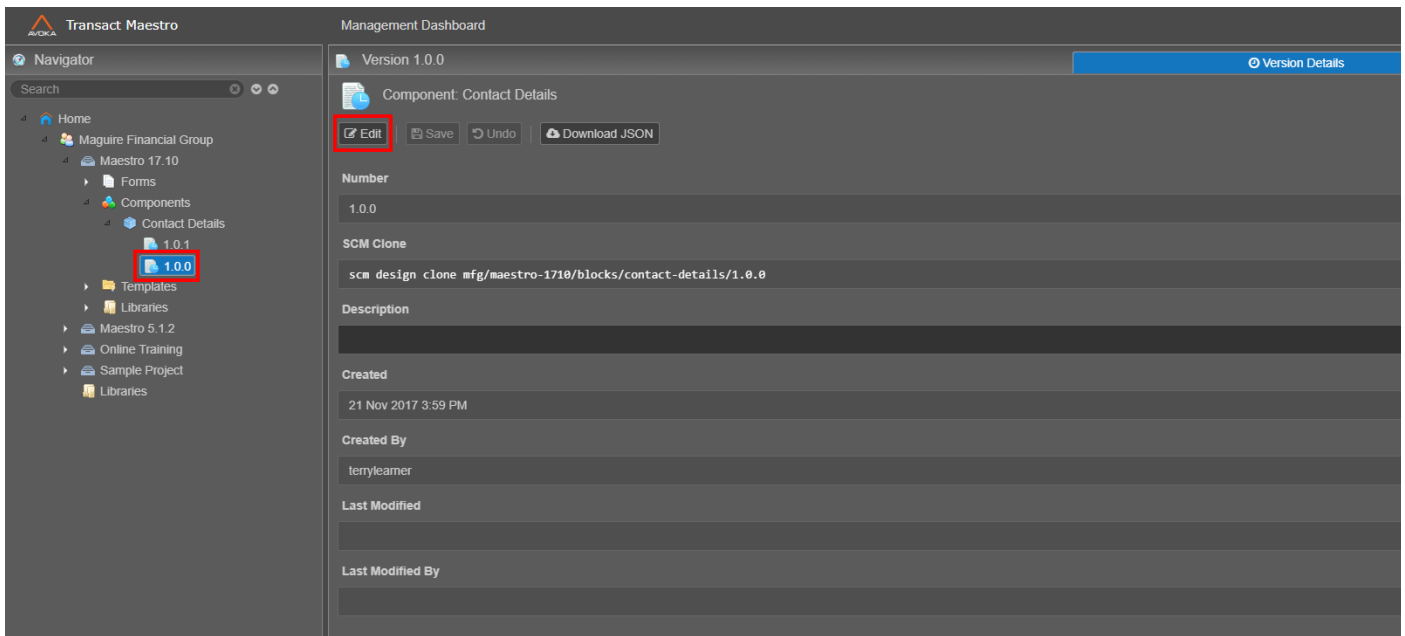 AVOKA
Transact Maestro
Management Dashboard
Navigator
Search
Home
Maguire Financial Group
Maestro 17.10
Forms
Components
Contact Details
1.0.1
1.0.0
Templates
Libraries
Maestro 5.1.2
Online Training
Sample Project
Libraries
Version 1.0.0
Version Details
Component: Contact Details
Edit Save Undo Download JSON
Number
1.0.0
SCM Clone
scm design clone mfg/maestro-1710/blocks/contact-details/1.0.0
Description
Created
21 Nov 2017 3:59 PM
Created By
terrylearner
Last Modified
Last Modified By